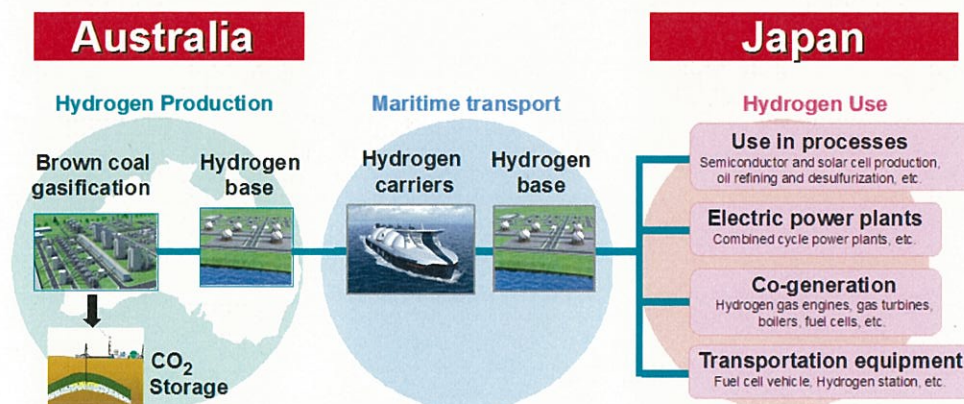 Australia
Japan
Hydrogen Production
Maritime transport
Hydrogen Use
Brown coal
gasification
Hydrogen
base
Hydrogen
carriers
Hydrogen
base
CO₂
Storage
Use in processes
Semiconductor and solar cell production,
oil refining and desulfurization, etc.
Electric power plants
Combined cycle power plants, etc.
Co-generation
Hydrogen gas engines, gas turbines,
boilers, fuel cells, etc.
Transportation equipment
Fuel cell vehicle, Hydrogen station, etc.